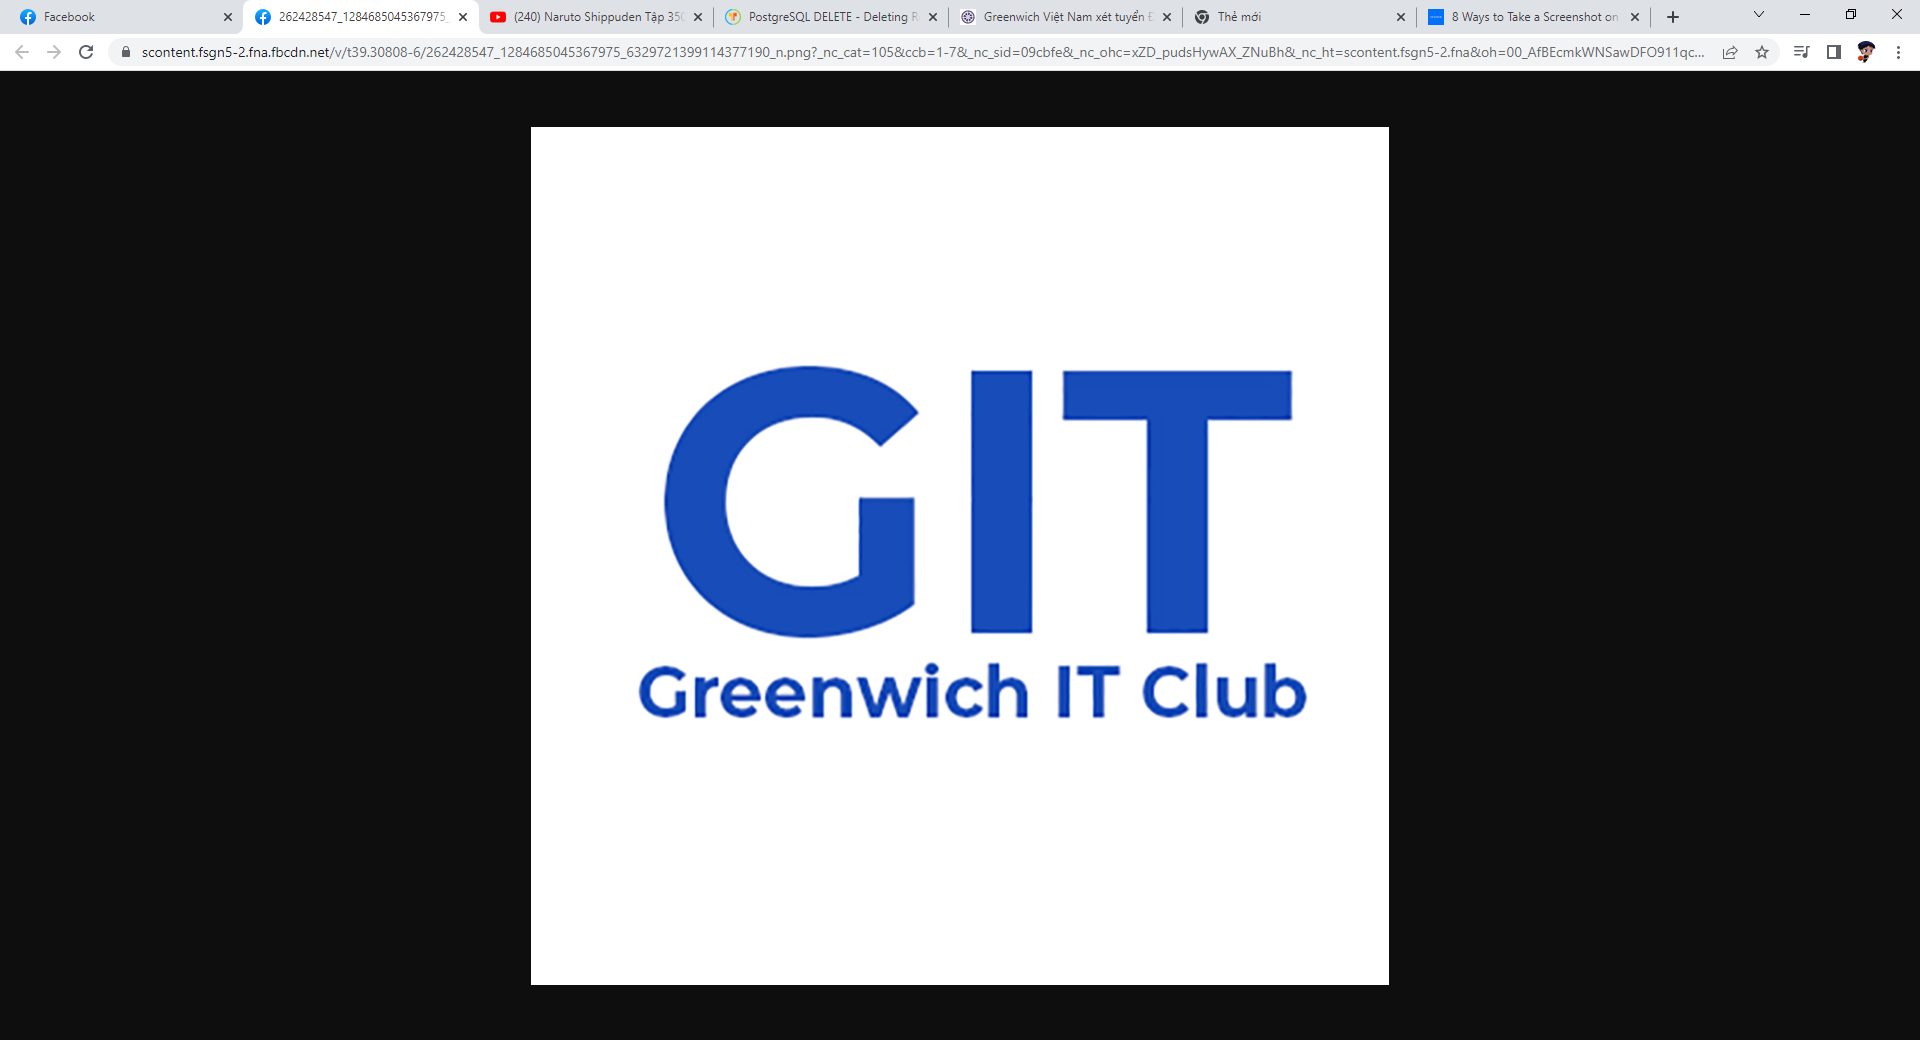 Facebook
262428547_1284685045367975_
(240) Naruto Shippuden Tập 350
PostgreSQL DELETE - Deleting R
Greenwich Việt Nam xét tuyển
Thẻ mới
8 Ways to Take a Screenshot on
scontent.fsgn5-2.fna.fbcdn.net/v/t39.30808-6/262428547_1284685045367975_6329721399114377190_n.png?_nc_cat=105&ccb=1-7&_nc_sid=09cbfe&_nc_ohc=xZD_pudsHywAX_ZNuBh&_nc_ht=scontent.fsgn5-2.fna&oh=00_AfBEcmkWNSawDFO911qc...
GIT
Greenwich IT Club